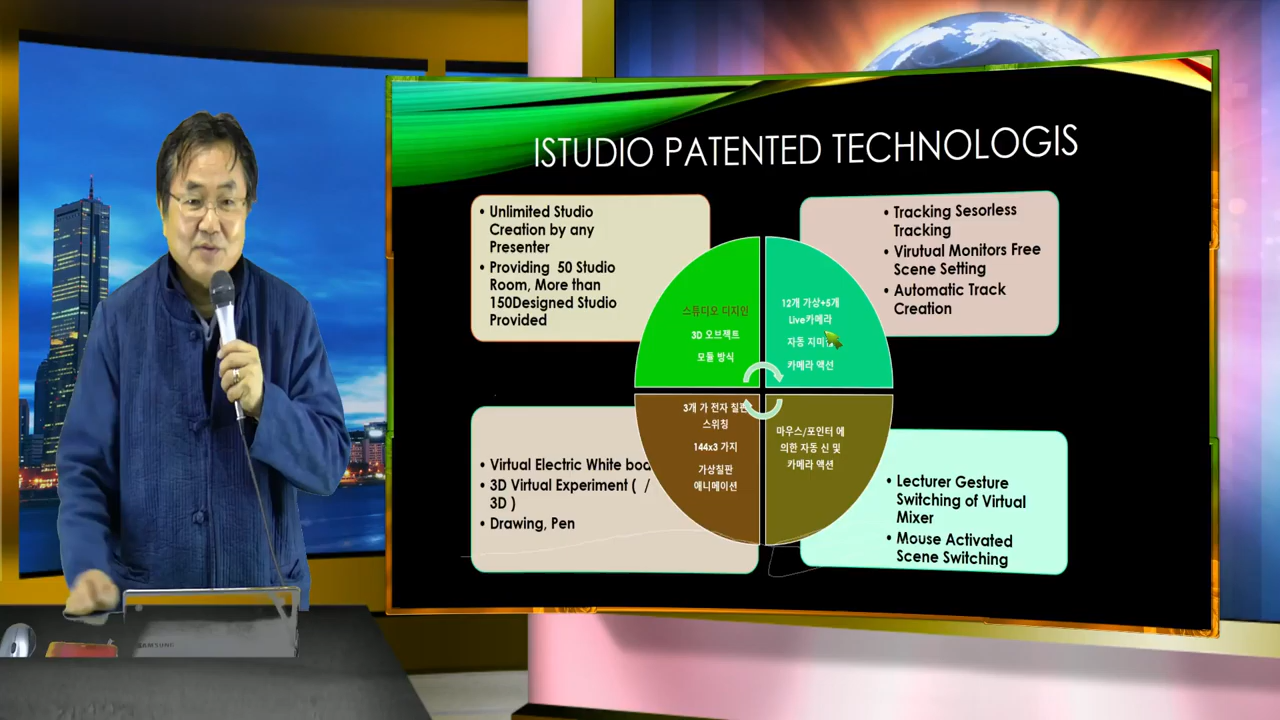 ISTUDIO PATENTED TECHNOLOGIS
• Unlimited Studio
Creation by any
Presenter
• Providing 50 Studio
Room, More than
150Designed Studio
Provided
• Tracking Sesorless
Tracking
• Virutual Monitors Free
Scene Setting
• Automatic Track
Creation
스튜디오 디지인
3D 오브젝트
모듈 방식
12개 가상+5개
Live카메라
자동 지미
카메라 액션
3개 가 전자 칠판
스위칭
144x3 가지
가상칠판
애니메이션
마우스/포인터 에
의한 자동 신 및
카메라 액션
• Virtual Electric White boa
• 3D Virtual Experiment ( /
3D )
• Drawing, Pen
• Lecturer Gesture
Switching of Virtual
Mixer
• Mouse Activated
Scene Switching
SAMSUNG